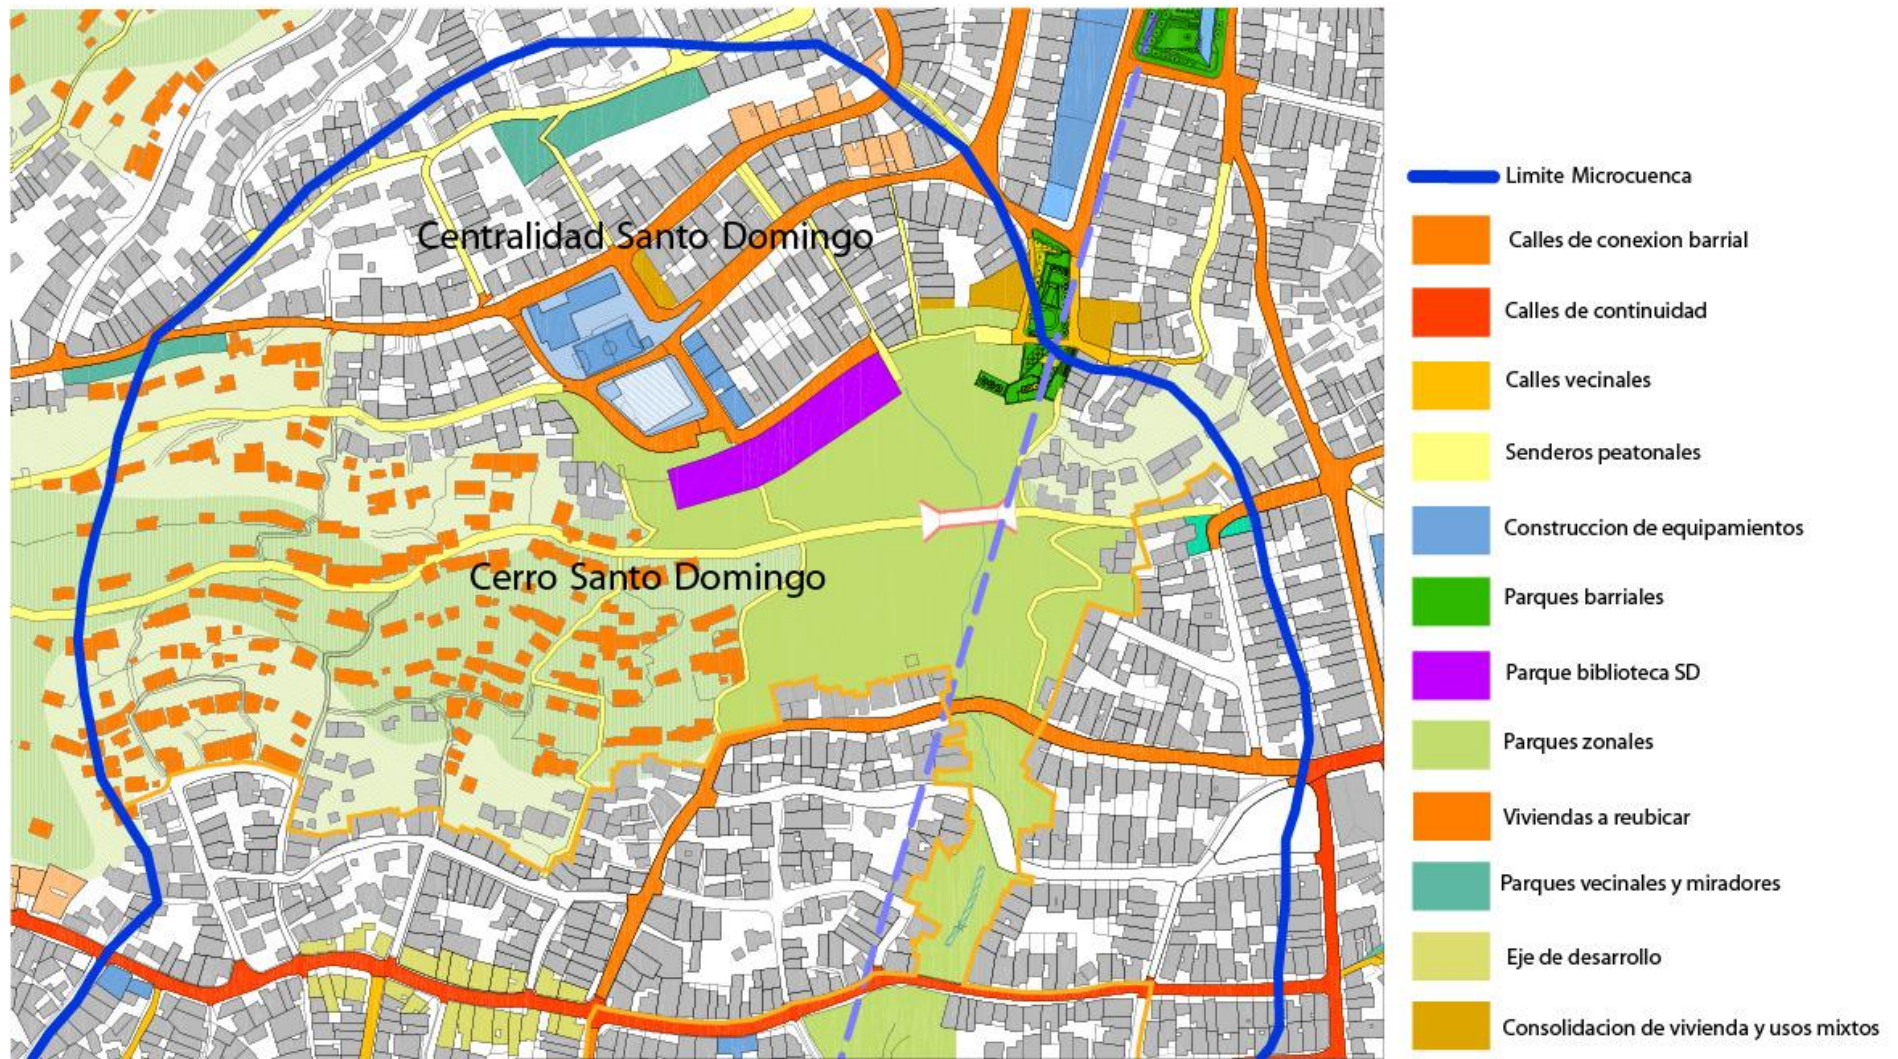 Centralidad Santo Domingo
Cerro Santo Domingo
Limite Microcuenca
Calles de conexion barrial
Calles de continuidad
Calles vecinales
Senderos peatonales
Construccion de equipamientos
Parques barriales
Parque biblioteca SD
Parques zonales
Viviendas a reubicar
Parques vecinales y miradores
Eje de desarrollo
Consolidacion de vivienda y usos mixtos